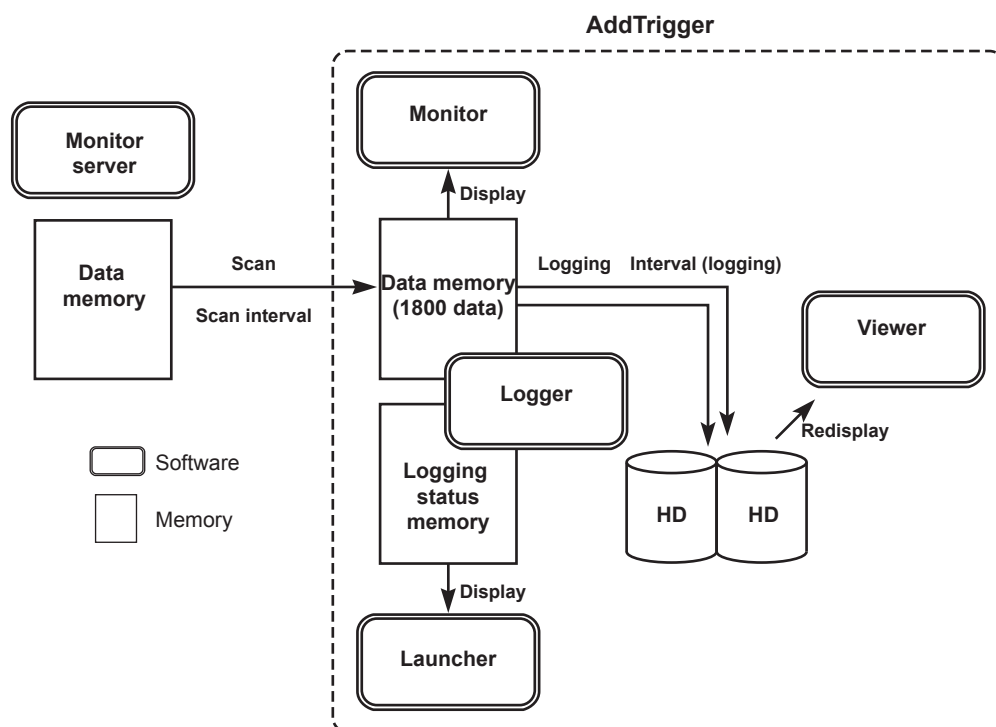 AddTrigger
Monitor
server
Monitor
Display
Data
memory
Scan
Scan interval
Data memory
(1800 data)
Logging
Interval (logging)
Viewer
Logger
Redisplay
Software
Memory
Logging
status
memory
HD
HD
Display
Launcher